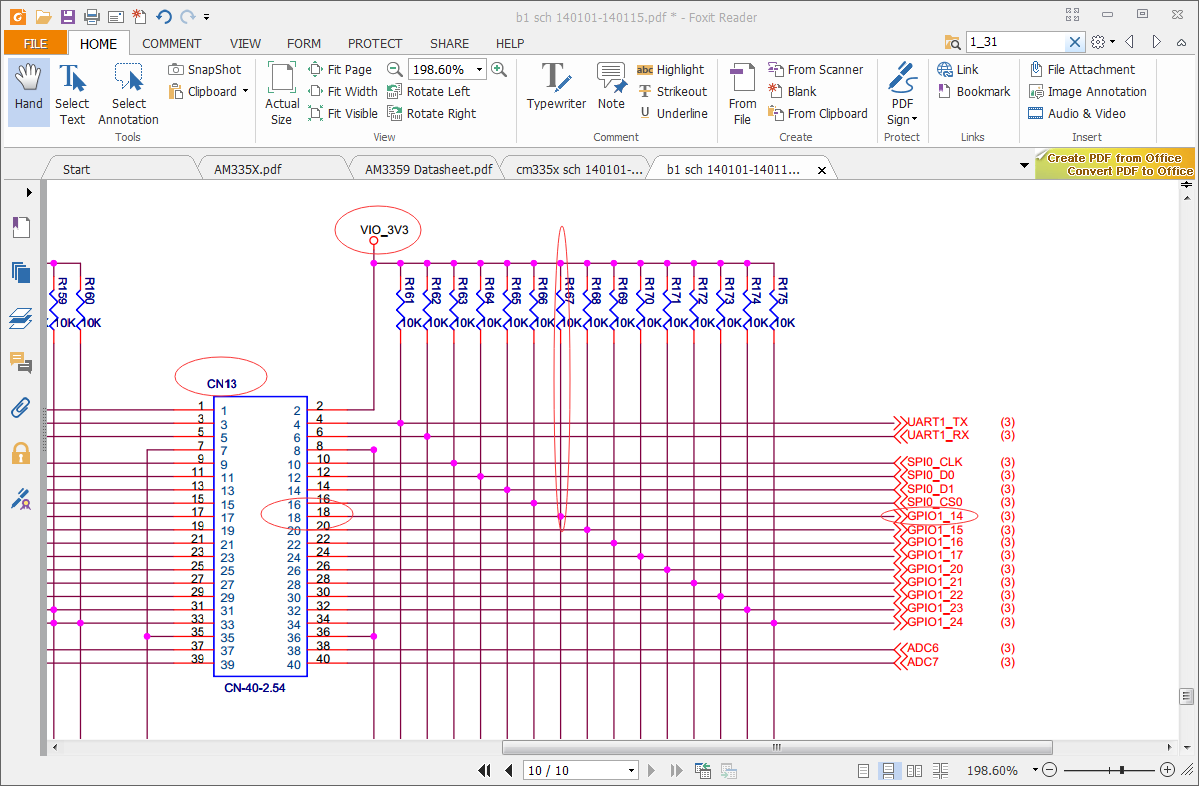 b1 sch 140101-140115.pdf * - Foxit Reader
FILE HOME COMMENT VIEW FORM PROTECT SHARE HELP 1_31
Hand
Select Text
Select Annotation
SnapShot
Clipboard
Tools
Actual Size
Fit Page
Fit Width
Fit Visible
198.60%
Rotate Left
Rotate Right
View
Typewriter
Note
abc Highlight
Strikeout
Underline
Comment
From File
From Scanner
Blank
From Clipboard
Create
PDF Sign
Protect
Link
Bookmark
Links
File Attachment
Image Annotation
Audio & Video
Insert
Start AM335X.pdf AM3359 Datasheet.pdf cm335x sch 140101-... b1 sch 140101-14011...
Create PDF from Office
Convert PDF to Office
VIO_3V3
R159 R160 R161 R162 R163 R164 R165 R166 R167 R168 R169 R170 R171 R172 R173 R174 R175
10K 10K 10K 10K 10K 10K 10K 10K 10K 10K 10K 10K 10K 10K 10K 10K 10K
CN13
1 1 2 2
3 3 4 4 UART1_TX (3)
5 5 6 6 UART1_RX (3)
7 7 8 8
9 9 10 10 SPI0_CLK (3)
11 11 12 12 SPI0_D0 (3)
13 13 14 14 SPI0_D1 (3)
15 15 16 16 SPI0_CS0 (3)
17 17 18 18 GPIO1_14 (3)
19 19 20 20 GPIO1_15 (3)
21 21 22 22 GPIO1_16 (3)
23 23 24 24 GPIO1_17 (3)
25 25 26 26 GPIO1_20 (3)
27 27 28 28 GPIO1_21 (3)
29 29 30 30 GPIO1_22 (3)
31 31 32 32 GPIO1_23 (3)
33 33 34 34 GPIO1_24 (3)
35 35 36 36
37 37 38 38 ADC6 (3)
39 39 40 40 ADC7 (3)
CN-40-2.54
10 / 10 198.60%